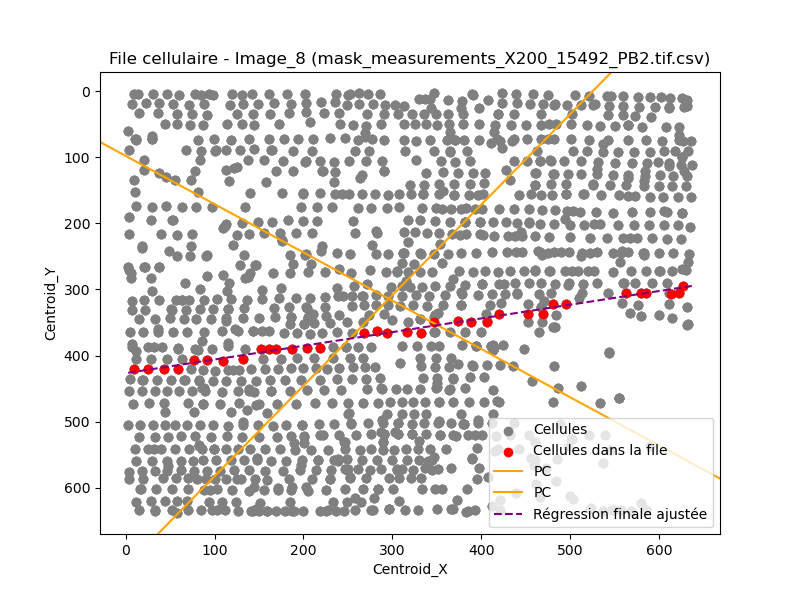 File cellulaire - Image_8 (mask_measurements_X200_15492_PB2.tif.csv)
0
100
200
300
400
500
600
Centroid_Y
Cellules
Cellules dans la file
PC
PC
Régression finale ajustée
0 100 200 300 400 500 600
Centroid_X